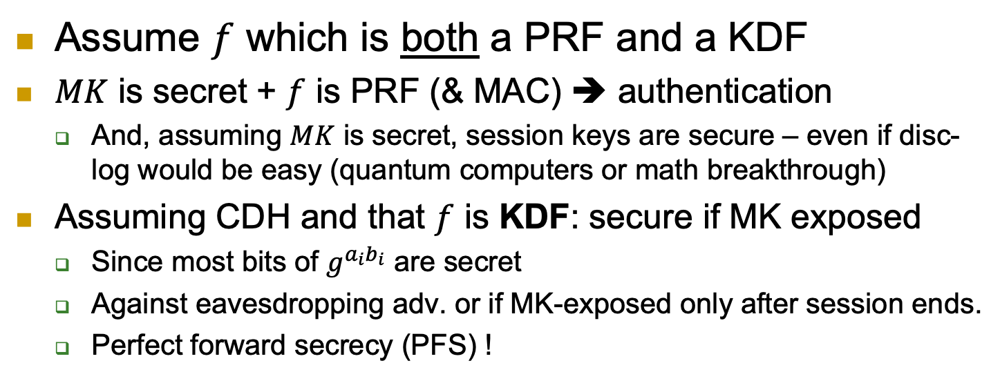 Assume f which is both a PRF and a KDF
MK is secret + f is PRF (& MAC) ➔ authentication
And, assuming MK is secret, session keys are secure – even if disc-
log would be easy (quantum computers or math breakthrough)
Assuming CDH and that f is KDF: secure if MK exposed
Since most bits of g^{a_i b_i} are secret
Against eavesdropping adv. or if MK-exposed only after session ends.
Perfect forward secrecy (PFS) !